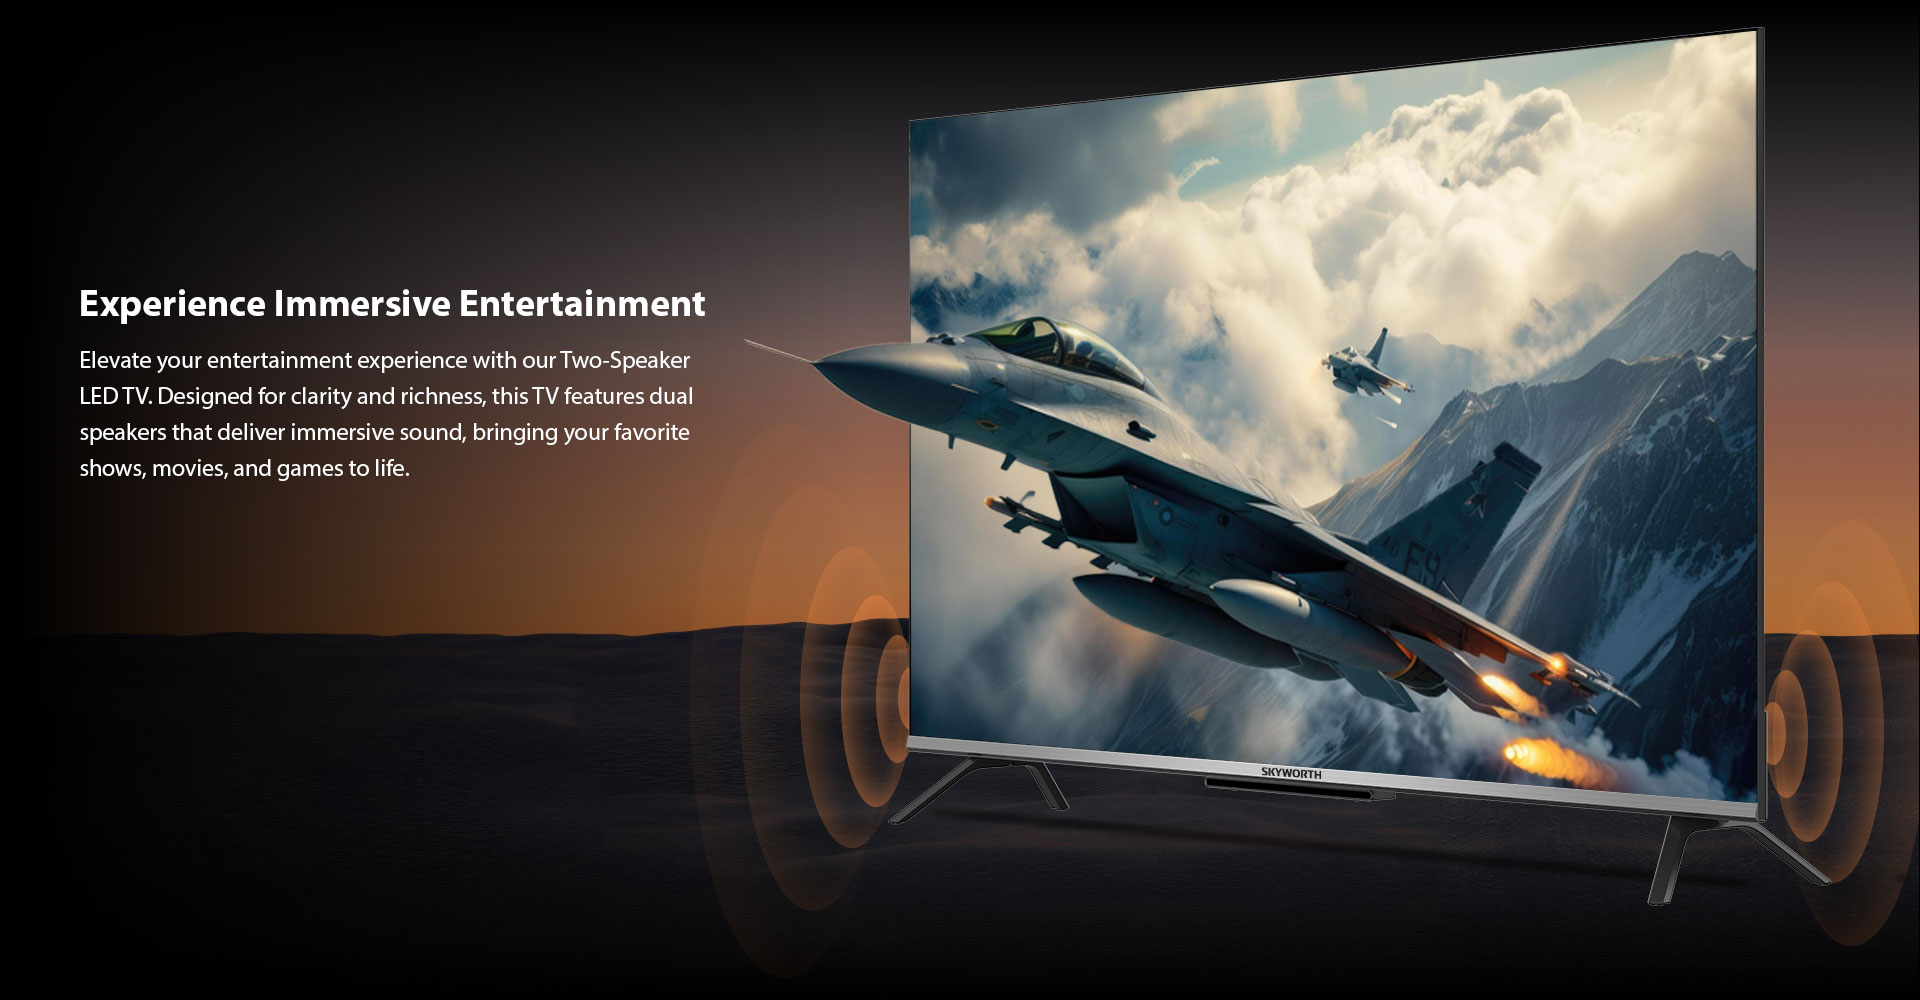 Experience Immersive Entertainment
Elevate your entertainment experience with our Two-Speaker
LED TV. Designed for clarity and richness, this TV features dual
speakers that deliver immersive sound, bringing your favorite
shows, movies, and games to life.
SKYWORTH